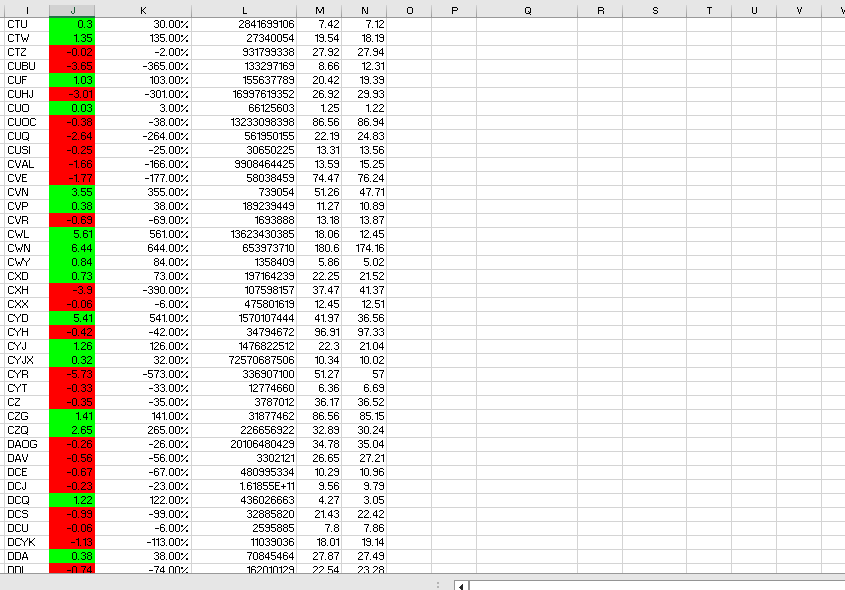 I J K L M N O P Q R S T U V V
CTU 0.3 30.00% 2841699106 7.42 7.12
CTW 1.35 135.00% 27340054 19.54 18.19
CTZ -0.02 -2.00% 931799338 27.92 27.94
CUBU -3.65 -365.00% 133297169 8.66 12.31
CUF 1.03 103.00% 155637789 20.42 19.39
CUHJ -3.01 -301.00% 16997619352 26.92 29.93
CUO 0.03 3.00% 66125603 1.25 1.22
CUOC -0.38 -38.00% 13233098398 86.56 86.94
CUQ -2.64 -264.00% 561950155 22.19 24.83
CUSI -0.25 -25.00% 30650225 13.31 13.56
CVAL -1.66 -166.00% 9908464425 13.59 15.25
CVE -1.77 -177.00% 58038459 74.47 76.24
CVN 3.55 355.00% 739054 51.26 47.71
CVP 0.38 38.00% 189239449 11.27 10.89
CVR -0.69 -69.00% 1693888 13.18 13.87
CWL 5.61 561.00% 13623430385 18.06 12.45
CWN 6.44 644.00% 653973710 180.6 174.16
CWY 0.84 84.00% 1358409 5.86 5.02
CXD 0.73 73.00% 197164239 22.25 21.52
CXH -3.9 -390.00% 107598157 37.47 41.37
CXX -0.06 -6.00% 475801619 12.45 12.51
CYD 5.41 541.00% 1570107444 41.97 36.56
CYH -0.42 -42.00% 34794672 96.91 97.33
CYJ 1.26 126.00% 1476822512 22.3 21.04
CYJX 0.32 32.00% 72570687506 10.34 10.02
CYR -5.73 -573.00% 336907100 51.27 57
CYT -0.33 -33.00% 12774660 6.36 6.69
CZ -0.35 -35.00% 3787012 36.17 36.52
CZG 1.41 141.00% 31877462 86.56 85.15
CZQ 2.65 265.00% 226656922 32.89 30.24
DAOG -0.26 -26.00% 20106480429 34.78 35.04
DAV -0.56 -56.00% 3302121 26.65 27.21
DCE -0.67 -67.00% 480995334 10.29 10.96
DCJ -0.23 -23.00% 1.61855E+11 9.56 9.79
DCQ 1.22 122.00% 436026663 4.27 3.05
DCS -0.99 -99.00% 32885820 21.43 22.42
DCU -0.06 -6.00% 2595885 7.8 7.86
DCYK -1.13 -113.00% 11039036 18.01 19.14
DDA 0.38 38.00% 70845464 27.87 27.49
DDL -0.74 -74.00% 162010129 22.54 23.28